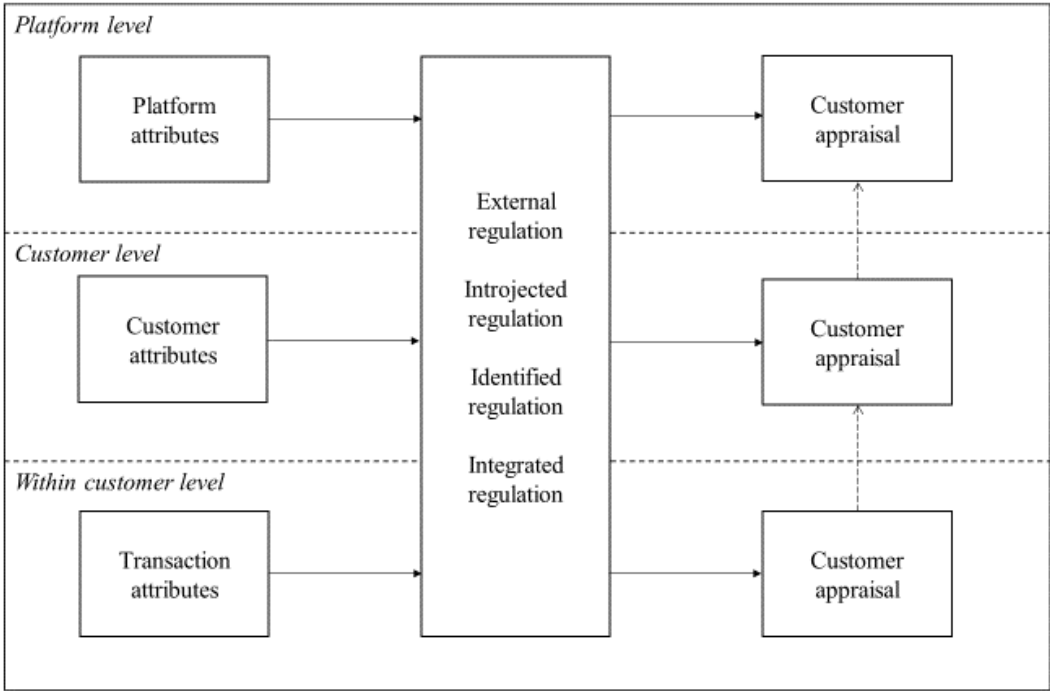 Platform level
Platform
attributes
Customer
appraisal
External
regulation
Customer level
Introjected
regulation
Customer
attributes
Customer
appraisal
Identified
regulation
Integrated
regulation
Within customer level
Transaction
attributes
Customer
appraisal